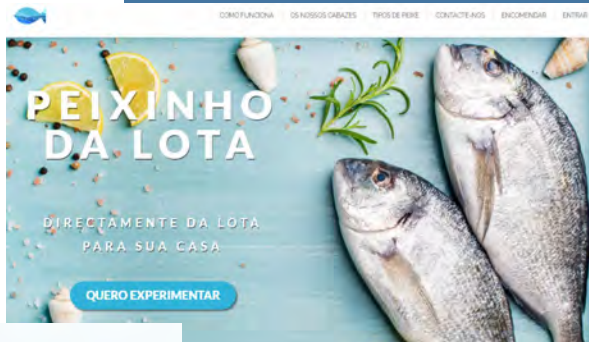 COMO FUNCIONA OS NOSSOS CABAZES TIPOS DE PEIXE CONTACTE-NOS ENCOMENDAR ENTRAR
PEIXINHO
DA LOTA
DIRECTAMENTE DA LOTA
PARA SUA CASA
QUERO EXPERIMENTAR